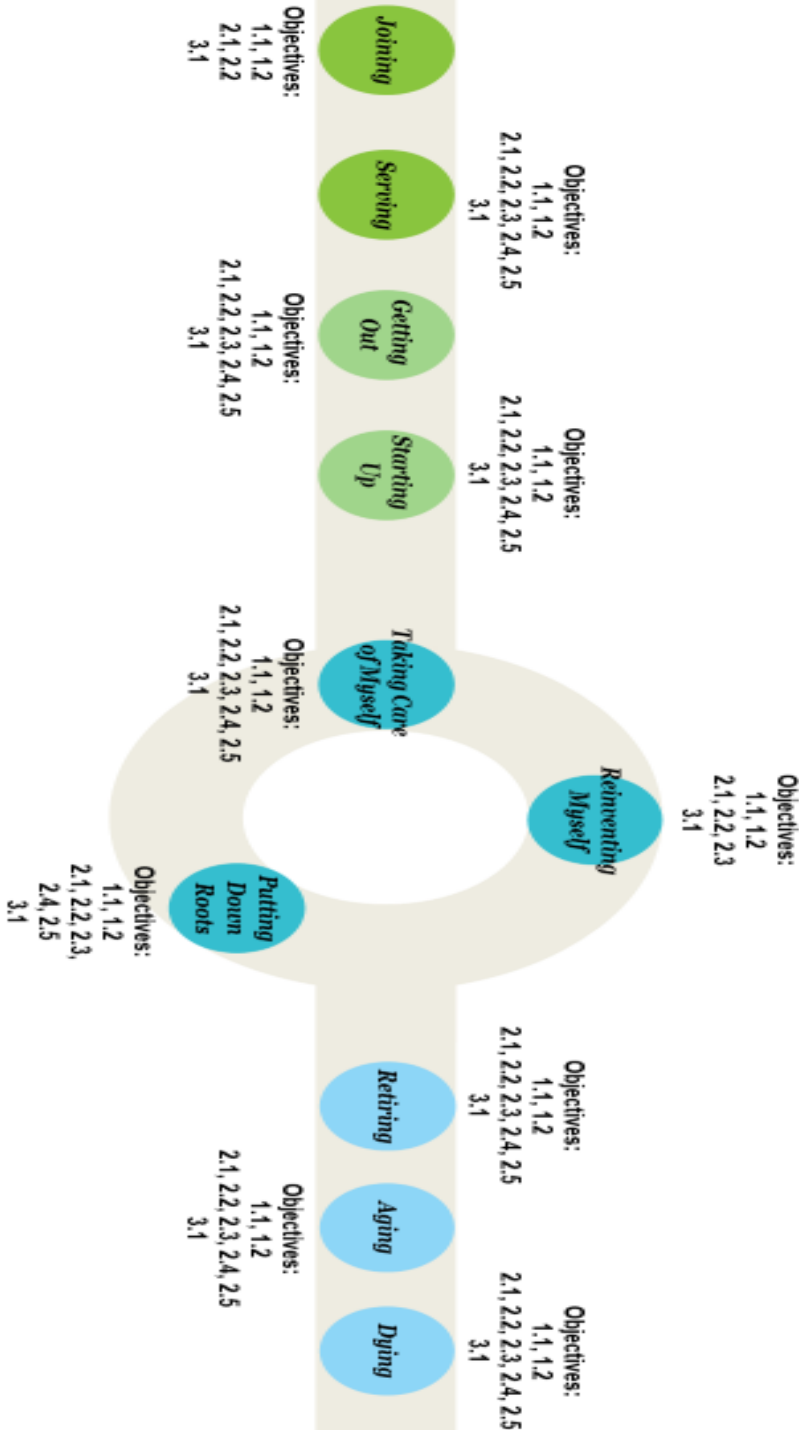 Joining
Objectives:
1.1, 1.2
2.1, 2.2
3.1
Objectives:
1.1, 1.2
2.1, 2.2, 2.3, 2.4, 2.5
3.1
Serving
Getting
Out
Objectives:
1.1, 1.2
2.1, 2.2, 2.3, 2.4, 2.5
3.1
Objectives:
1.1, 1.2
2.1, 2.2, 2.3, 2.4, 2.5
3.1
Starting
Up
Taking Care
of Myself
Objectives:
1.1, 1.2
2.1, 2.2, 2.3, 2.4, 2.5
3.1
Objectives:
1.1, 1.2
2.1, 2.2, 2.3
3.1
Reinventing
Myself
Putting
Down
Roots
Objectives:
1.1, 1.2
2.1, 2.2, 2.3,
2.4, 2.5
3.1
Objectives:
1.1, 1.2
2.1, 2.2, 2.3, 2.4, 2.5
3.1
Retiring
Aging
Objectives:
1.1, 1.2
2.1, 2.2, 2.3, 2.4, 2.5
3.1
Objectives:
1.1, 1.2
2.1, 2.2, 2.3, 2.4, 2.5
3.1
Dying